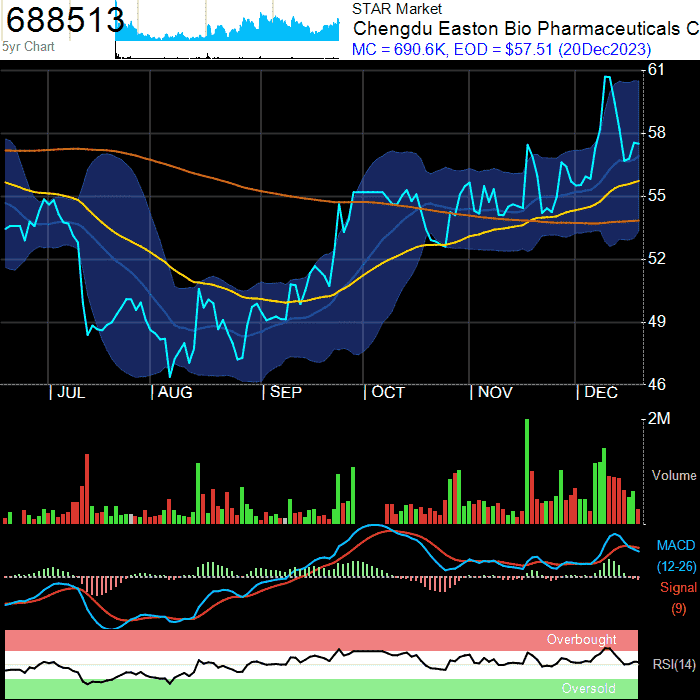 688513
STAR Market
Chengdu Easton Bio Pharmaceuticals C
5yr Chart
MC = 690.6K, EOD = $57.51 (20Dec2023)
61
58
55
52
49
46
JUL
AUG
SEP
OCT
NOV
DEC
2M
Volume
MACD
(12-26)
Signal
(9)
Overbought
RSI(14)
Oversold